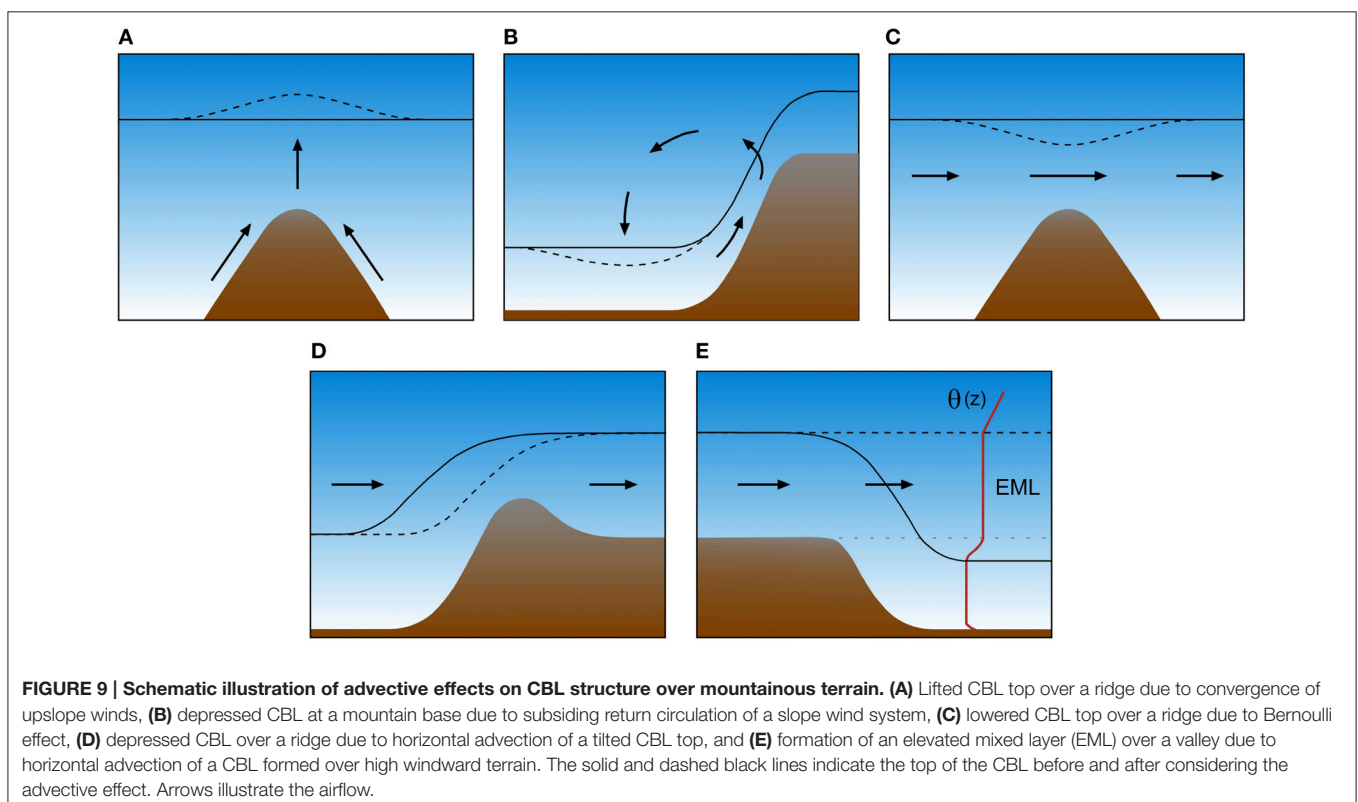 A
B
C
D
E
θ(z)
EML
FIGURE 9 | Schematic illustration of advective effects on CBL structure over mountainous terrain. (A) Lifted CBL top over a ridge due to convergence of
upslope winds, (B) depressed CBL at a mountain base due to subsiding return circulation of a slope wind system, (C) lowered CBL top over a ridge due to Bernoulli
effect, (D) depressed CBL over a ridge due to horizontal advection of a tilted CBL top, and (E) formation of an elevated mixed layer (EML) over a valley due to
horizontal advection of a CBL formed over high windward terrain. The solid and dashed black lines indicate the top of the CBL before and after considering the
advective effect. Arrows illustrate the airflow.